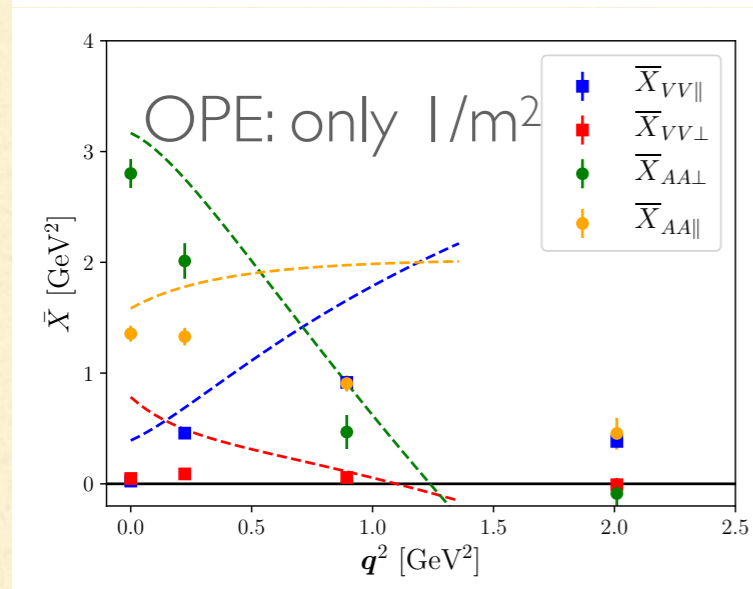 OPE: only 1/m²
X̅_{VV∥}
X̅_{VV⊥}
X̅_{AA⊥}
X̅_{AA∥}
4
3
2
1
0
X̄ [GeV²]
0.0 0.5 1.0 1.5 2.0 2.5
q² [GeV²]